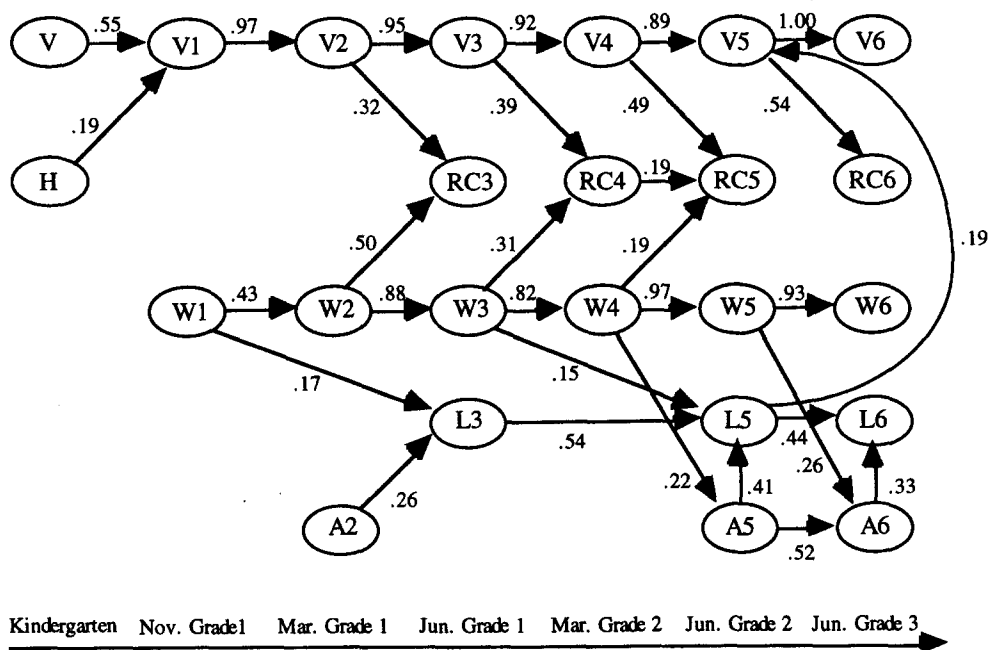 .55 .97 .95 .92 .89 1.00
V V1 V2 V3 V4 V5 V6
.19 .32 .39 .49 .54
H RC3 RC4 .19 RC5 RC6
.50 .31 .19 .19
W1 .43 W2 .88 W3 .82 W4 .97 W5 .93 W6
.17 .15
L3 .54 L5 .44 L6
.26 .22 .41 .26 .33
A2 A5 .52 A6
Kindergarten Nov. Grade1 Mar. Grade 1 Jun. Grade 1 Mar. Grade 2 Jun. Grade 2 Jun. Grade 3